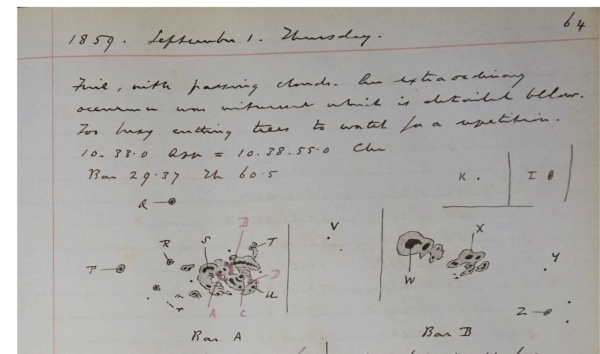 64
1859. September 1. Thursday.
Fine, with passing clouds. An extraordinary
occurrence was witnessed which is detailed below.
Too busy cutting trees to watch for a repetition.
10.33.0 App = 10.38.55.0
Bar 29.37 Th 60.5
K I
Q
D
V
X
R S T
P
W
Y
D
A C U
Z
Bar A Bar B